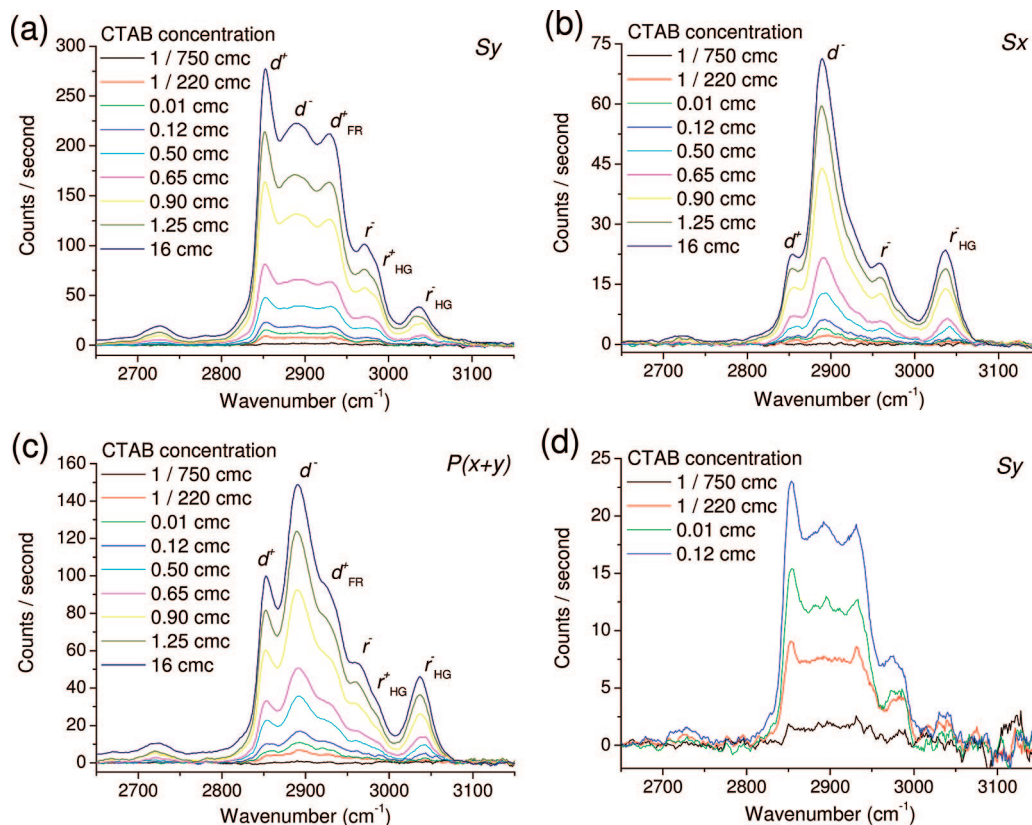 (a)
CTAB concentration
Sy
1 / 750 cmc
1 / 220 cmc
0.01 cmc
0.12 cmc
0.50 cmc
0.65 cmc
0.90 cmc
1.25 cmc
16 cmc
d+
d-
d+FR
r-
r+HG
r-HG
300
250
200
150
100
50
0
Counts / second
2700 2800 2900 3000 3100
Wavenumber (cm-1)
(b)
CTAB concentration
Sx
1 / 750 cmc
1 / 220 cmc
0.01 cmc
0.12 cmc
0.50 cmc
0.65 cmc
0.90 cmc
1.25 cmc
16 cmc
d-
d+
r-
r-HG
75
60
45
30
15
0
Counts / second
2700 2800 2900 3000 3100
Wavenumber (cm-1)
(c)
CTAB concentration
P(x+y)
1 / 750 cmc
1 / 220 cmc
0.01 cmc
0.12 cmc
0.50 cmc
0.65 cmc
0.90 cmc
1.25 cmc
16 cmc
d-
d+
d+FR
r-
r+HG
r-HG
160
140
120
100
80
60
40
20
0
Counts / second
2700 2800 2900 3000 3100
Wavenumber (cm-1)
(d)
CTAB concentration
Sy
1 / 750 cmc
1 / 220 cmc
0.01 cmc
0.12 cmc
25
20
15
10
5
0
Counts / second
2700 2800 2900 3000 3100
Wavenumber (cm-1)